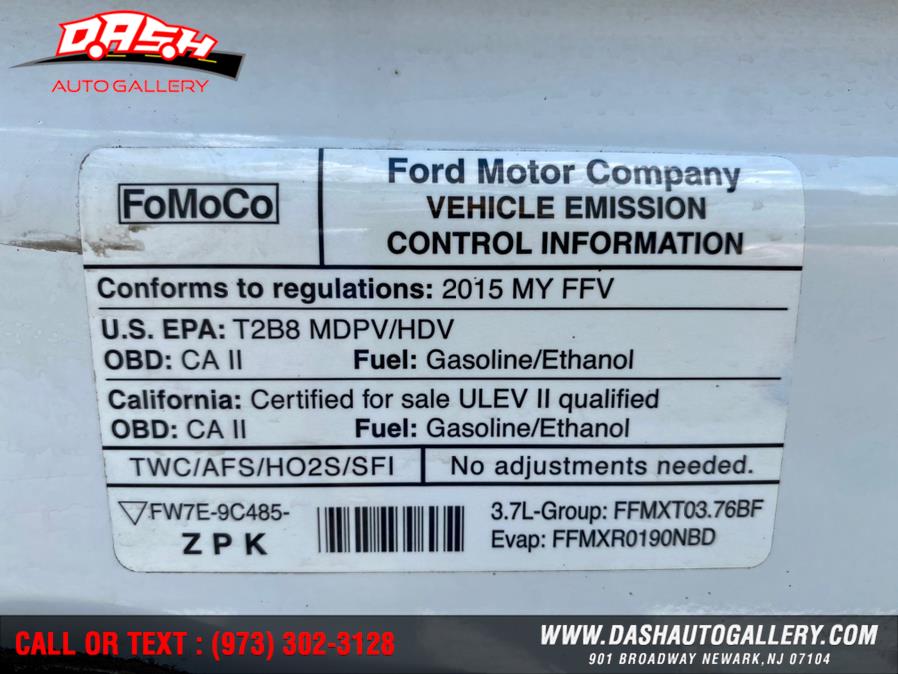 DASH
AUTO GALLERY
FoMoCo
Ford Motor Company
VEHICLE EMISSION
CONTROL INFORMATION
Conforms to regulations: 2015 MY FFV
U.S. EPA: T2B8 MDPV/HDV
OBD: CA II Fuel: Gasoline/Ethanol
California: Certified for sale ULEV II qualified
OBD: CA II Fuel: Gasoline/Ethanol
TWC/AFS/HO2S/SFI No adjustments needed.
FW7E-9C485-
ZPK
3.7L-Group: FFMXT03.76BF
Evap: FFMXR0190NBD
CALL OR TEXT : (973) 302-3128
WWW.DASHAUTOGALLERY.COM
901 BROADWAY NEWARK,NJ 07104